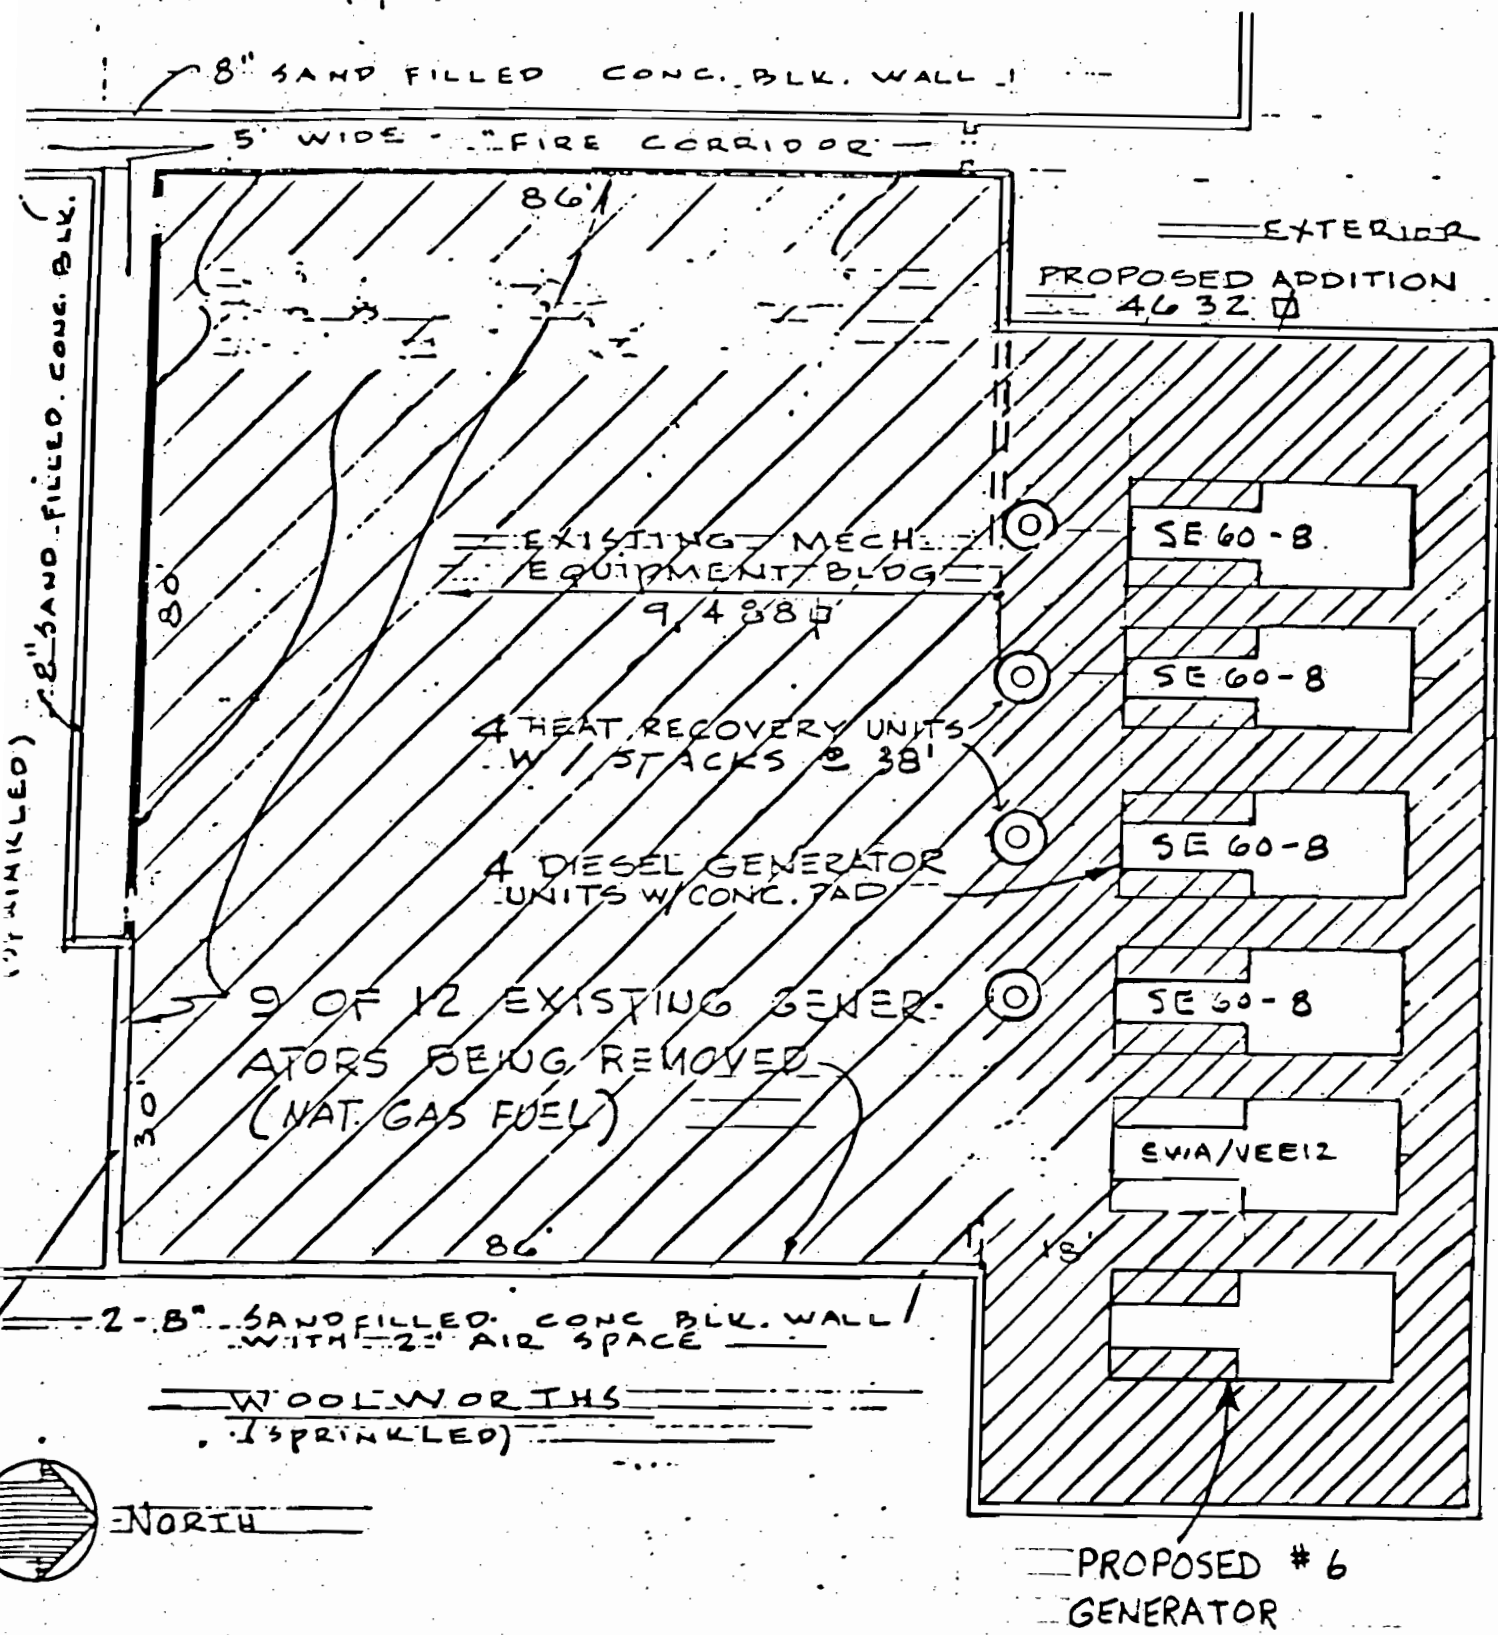 8" SAND FILLED CONC. BLK. WALL
5' WIDE - "FIRE CORRIDOR
86'
EXTERIOR
PROPOSED ADDITION
4632 □
8" SAND FILLED CONC. BLK.
80'
EXISTING MECH.
EQUIPMENT BLDG
9,488 □
SE 60-8
SE 60-8
4 HEAT RECOVERY UNITS
W/ STACKS @ 38'
SE 60-8
4 DIESEL GENERATOR
UNITS W/CONC. PAD
SE 60-8
9 OF 12 EXISTING GENER-
ATORS BEING REMOVED
(NAT. GAS FUEL)
30'
86'
2-8" SANDFILLED CONC BLK. WALL
WITH 2" AIR SPACE
WOOLWORTHS
(SPRINKLED)
NORTH
PROPOSED # 6
GENERATOR